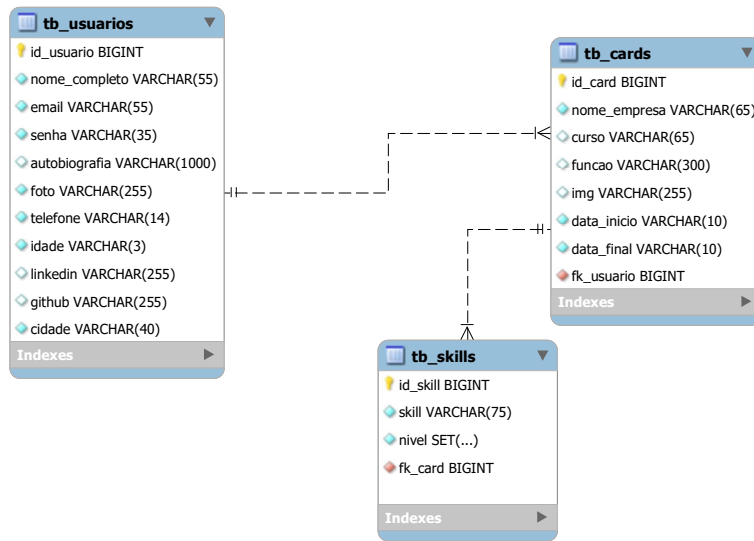 tb_usuarios
id_usuario BIGINT
nome_completo VARCHAR(55)
email VARCHAR(55)
senha VARCHAR(35)
autobiografia VARCHAR(1000)
foto VARCHAR(255)
telefone VARCHAR(14)
idade VARCHAR(3)
linkedin VARCHAR(255)
github VARCHAR(255)
cidade VARCHAR(40)
Indexes
tb_cards
id_card BIGINT
nome_empresa VARCHAR(65)
curso VARCHAR(65)
funcao VARCHAR(300)
img VARCHAR(255)
data_inicio VARCHAR(10)
data_final VARCHAR(10)
fk_usuario BIGINT
Indexes
tb_skills
id_skill BIGINT
skill VARCHAR(75)
nivel SET(...)
fk_card BIGINT
Indexes